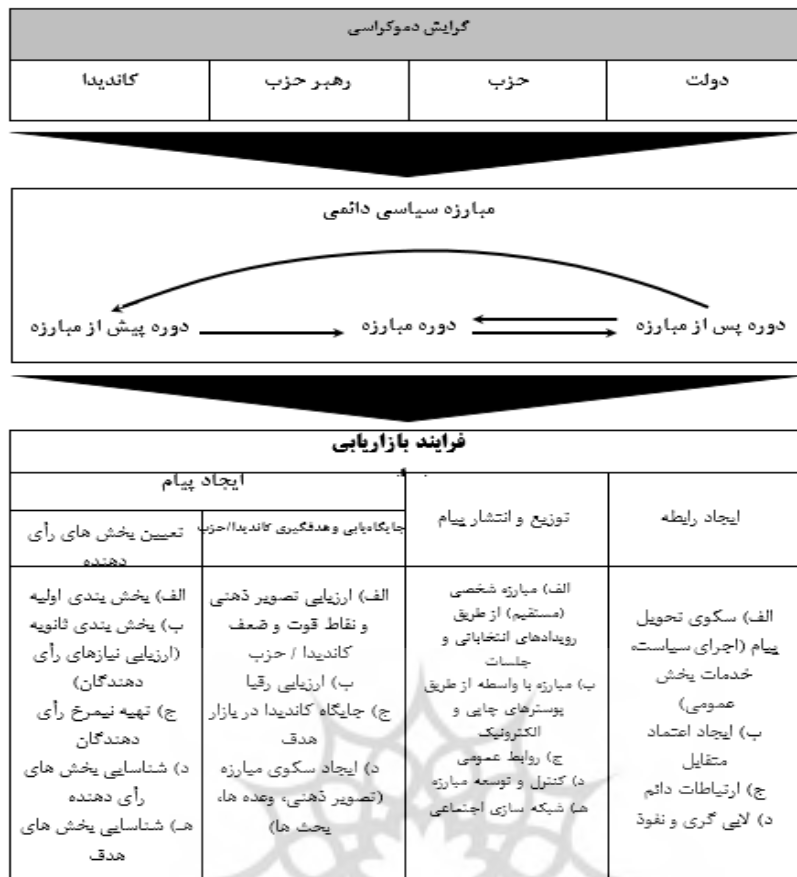 گرایش دموکراسی
دولت
حزب
رهبر حزب
کاندیدا
مبارزه سیاسی دائمی
دوره پس از مبارزه
دوره مبارزه
دوره پیش از مبارزه
فرایند بازاریابی
ایجاد رابطه
توزیع و انتشار پیام
ایجاد پیام
جایگاه‌یابی و هدفگیری کاندیدا/حزب
تعیین بخش های رأی
دهنده
الف) سکوی تحویل
پیام (اجرای سیاست،
خدمات بخش
عمومی)
ب) ایجاد اعتماد
متقابل
ج) ارتباطات دائم
د) لابی گری و نفوذ
الف) مبارزه شخصی
(مستقیم) از طریق
رویدادهای انتخاباتی و
جلسات
ب) مبارزه با واسطه از طریق
پوسترهای چاپی و
الکترونیک
ج) روابط عمومی
د) کنترل و توسعه مبارزه
هـ) شبکه سازی اجتماعی
الف) ارزیابی تصویر ذهنی
و نقاط قوت و ضعف
کاندیدا / حزب
ب) ارزیابی رقبا
ج) جایگاه کاندیدا در بازار
هدف
د) ایجاد سکوی مبارزه
(تصویر ذهنی، وعده ها،
بحث ها)
الف) بخش بندی اولیه
ب) بخش بندی ثانویه
(ارزیابی نیازهای رأی
دهندگان)
ج) تهیه نیمرخ رأی
دهندگان
د) شناسایی بخش های
رأی دهنده
هـ) شناسایی بخش های
هدف